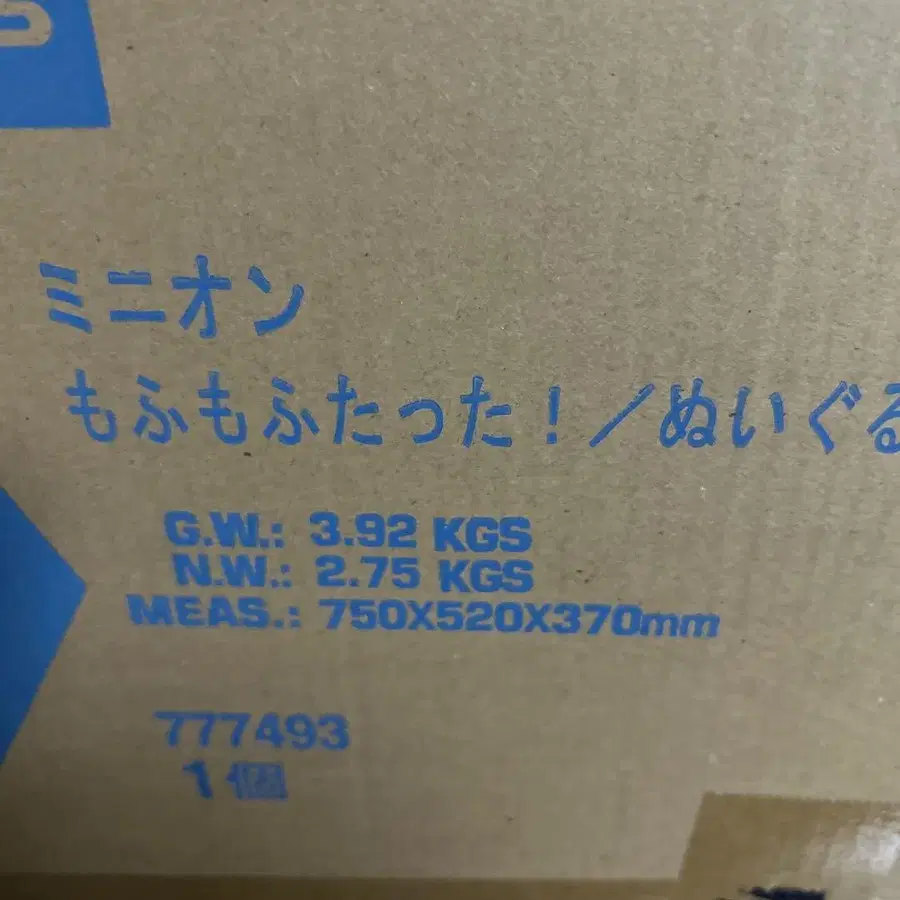 ミニオン
もふもふたった!/ぬいぐる
G.W.: 3.92 KGS
N.W.: 2.75 KGS
MEAS.: 750X520X370mm
777493
1個